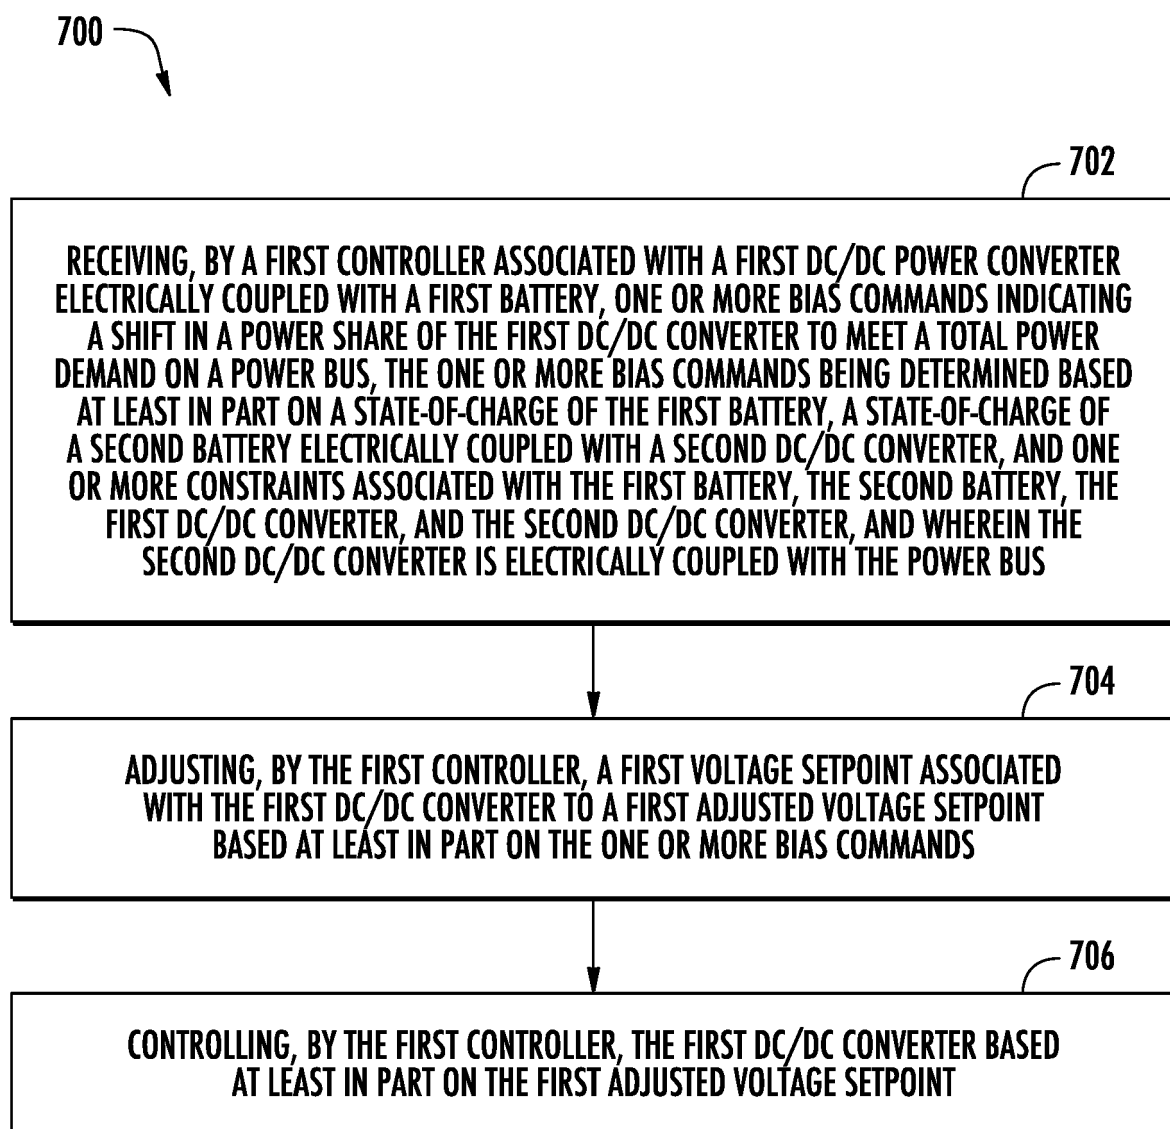 700
702
RECEIVING, BY A FIRST CONTROLLER ASSOCIATED WITH A FIRST DC/DC POWER CONVERTER
ELECTRICALLY COUPLED WITH A FIRST BATTERY, ONE OR MORE BIAS COMMANDS INDICATING
A SHIFT IN A POWER SHARE OF THE FIRST DC/DC CONVERTER TO MEET A TOTAL POWER
DEMAND ON A POWER BUS, THE ONE OR MORE BIAS COMMANDS BEING DETERMINED BASED
AT LEAST IN PART ON A STATE-OF-CHARGE OF THE FIRST BATTERY, A STATE-OF-CHARGE OF
A SECOND BATTERY ELECTRICALLY COUPLED WITH A SECOND DC/DC CONVERTER, AND ONE
OR MORE CONSTRAINTS ASSOCIATED WITH THE FIRST BATTERY, THE SECOND BATTERY, THE
FIRST DC/DC CONVERTER, AND THE SECOND DC/DC CONVERTER, AND WHEREIN THE
SECOND DC/DC CONVERTER IS ELECTRICALLY COUPLED WITH THE POWER BUS
704
ADJUSTING, BY THE FIRST CONTROLLER, A FIRST VOLTAGE SETPOINT ASSOCIATED
WITH THE FIRST DC/DC CONVERTER TO A FIRST ADJUSTED VOLTAGE SETPOINT
BASED AT LEAST IN PART ON THE ONE OR MORE BIAS COMMANDS
706
CONTROLLING, BY THE FIRST CONTROLLER, THE FIRST DC/DC CONVERTER BASED
AT LEAST IN PART ON THE FIRST ADJUSTED VOLTAGE SETPOINT